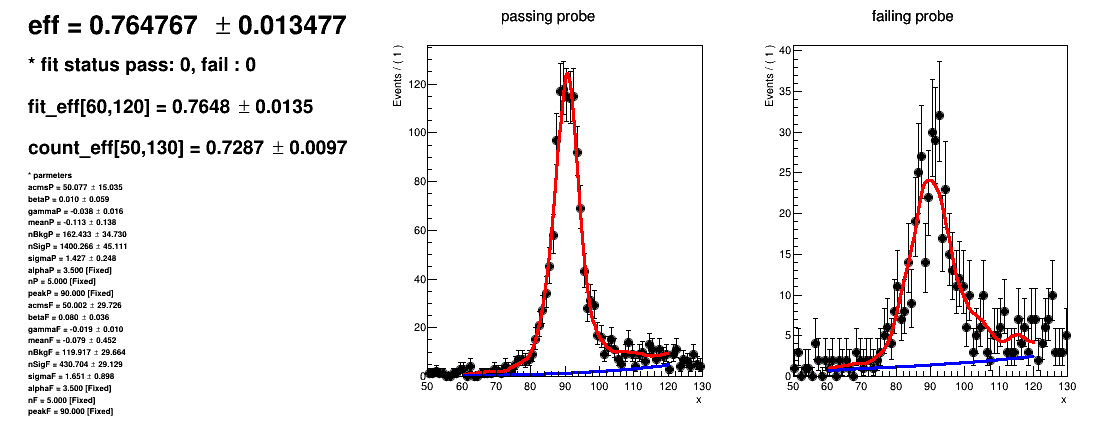 eff = 0.764767 ± 0.013477
* fit status pass: 0, fail : 0
fit_eff[60,120] = 0.7648 ± 0.0135
count_eff[50,130] = 0.7287 ± 0.0097
* parmeters
acmsP = 50.077 ± 15.035
betaP = 0.010 ± 0.059
gammaP = -0.038 ± 0.016
meanP = -0.113 ± 0.138
nBkgP = 162.433 ± 34.730
nSigP = 1400.266 ± 45.111
sigmaP = 1.427 ± 0.248
alphaP = 3.500 [Fixed]
nP = 5.000 [Fixed]
peakP = 90.000 [Fixed]
acmsF = 50.002 ± 29.726
betaF = 0.080 ± 0.036
gammaF = -0.019 ± 0.010
meanF = -0.079 ± 0.452
nBkgF = 119.917 ± 29.664
nSigF = 430.704 ± 29.129
sigmaF = 1.651 ± 0.898
alphaF = 3.500 [Fixed]
nF = 5.000 [Fixed]
peakF = 90.000 [Fixed]
passing probe
Events / ( 1 )
120
100
80
60
40
20
0
50 60 70 80 90 100 110 120 130
x
failing probe
Events / ( 1 )
40
35
30
25
20
15
10
5
0
50 60 70 80 90 100 110 120 130
x